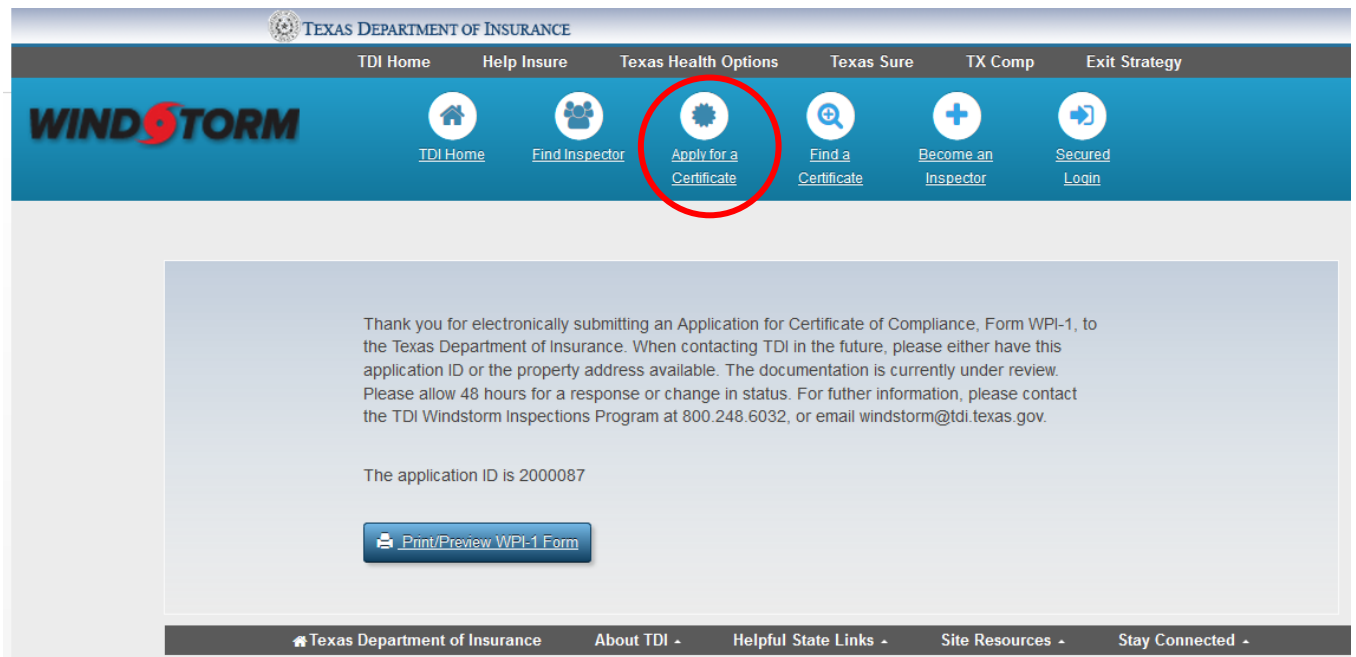 TEXAS DEPARTMENT OF INSURANCE
TDI Home Help Insure Texas Health Options Texas Sure TX Comp Exit Strategy
WINDSTORM
TDI Home Find Inspector Apply for a Certificate Find a Certificate Become an Inspector Secured Login
Thank you for electronically submitting an Application for Certificate of Compliance, Form WPI-1, to
the Texas Department of Insurance. When contacting TDI in the future, please either have this
application ID or the property address available. The documentation is currently under review.
Please allow 48 hours for a response or change in status. For futher information, please contact
the TDI Windstorm Inspections Program at 800.248.6032, or email windstorm@tdi.texas.gov.
The application ID is 2000087
Print/Preview WPI-1 Form
Texas Department of Insurance About TDI Helpful State Links Site Resources Stay Connected